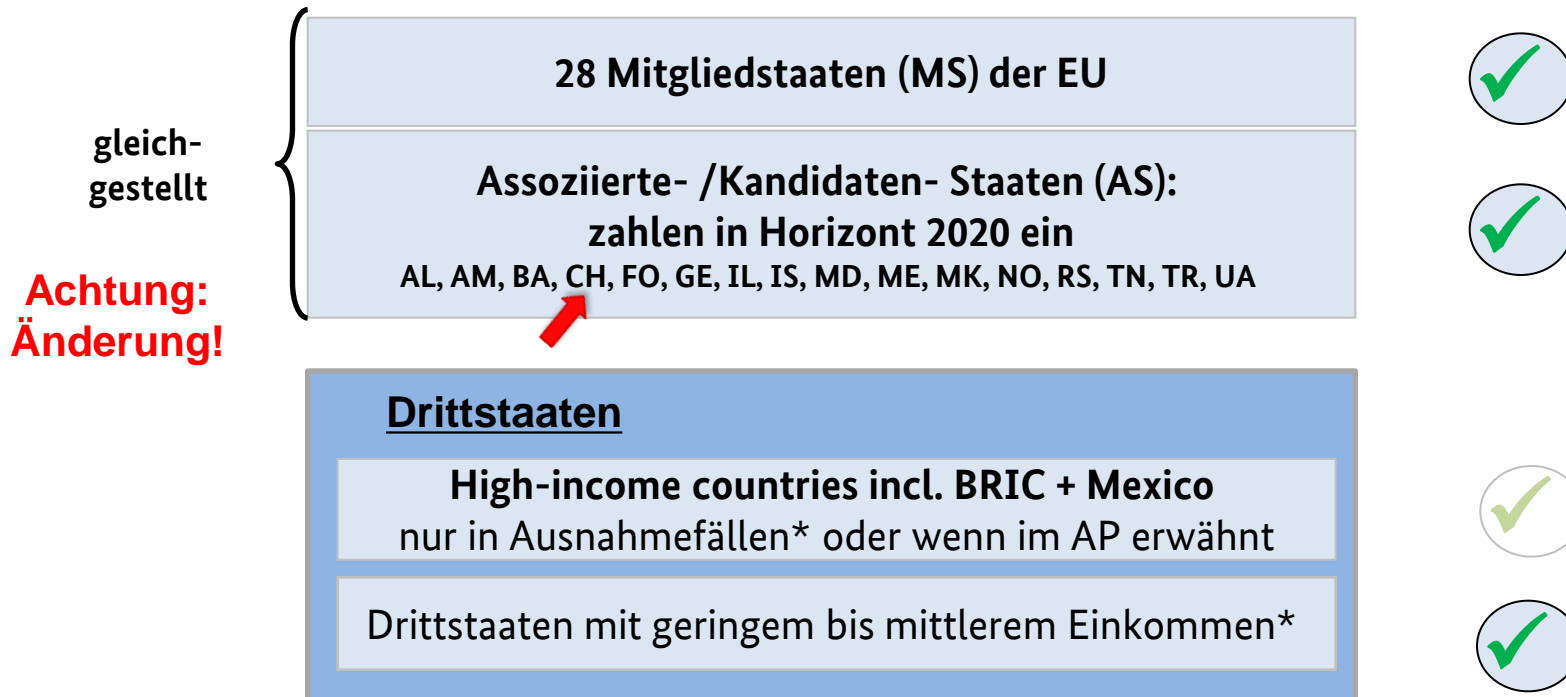 28 Mitgliedstaaten (MS) der EU
gleich-
gestellt
Assoziierte- /Kandidaten- Staaten (AS):
zahlen in Horizont 2020 ein
AL, AM, BA, CH, FO, GE, IL, IS, MD, ME, MK, NO, RS, TN, TR, UA
Achtung:
Änderung!
Drittstaaten
High-income countries incl. BRIC + Mexico
nur in Ausnahmefällen* oder wenn im AP erwähnt
Drittstaaten mit geringem bis mittlerem Einkommen*